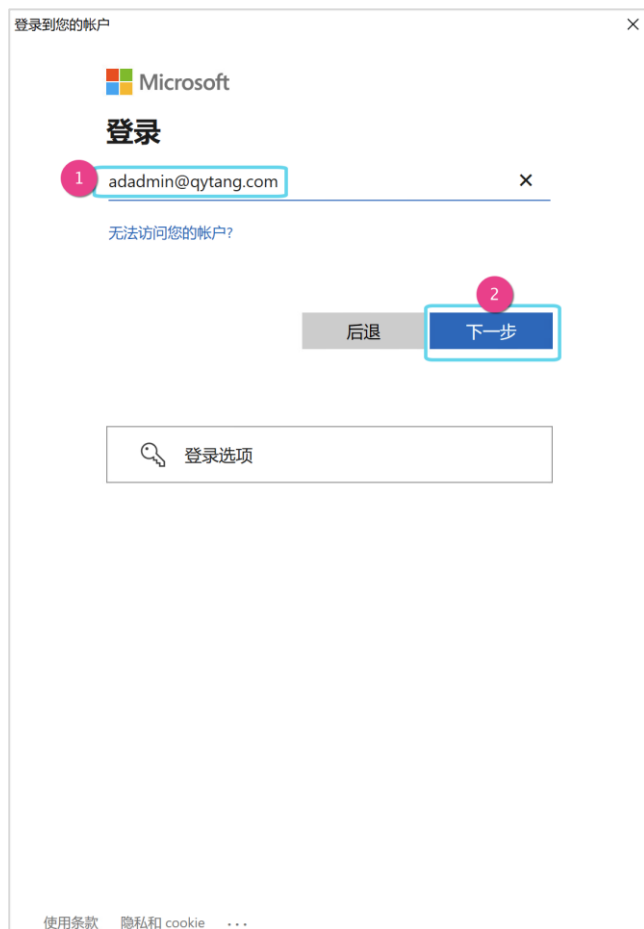 登录到您的帐户
Microsoft
登录
1 adadmin@qytang.com
无法访问您的帐户?
2
后退 下一步
登录选项
使用条款 隐私和 cookie ...